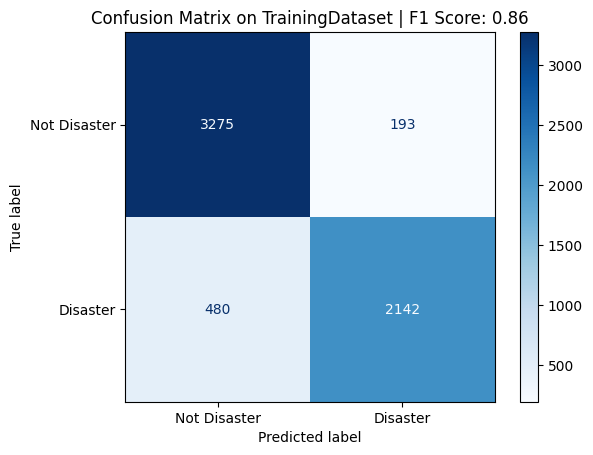 Confusion Matrix on TrainingDataset | F1 Score: 0.86
Not Disaster
3275
193
Disaster
480
2142
Not Disaster
Disaster
Predicted label
True label
3000
2500
2000
1500
1000
500